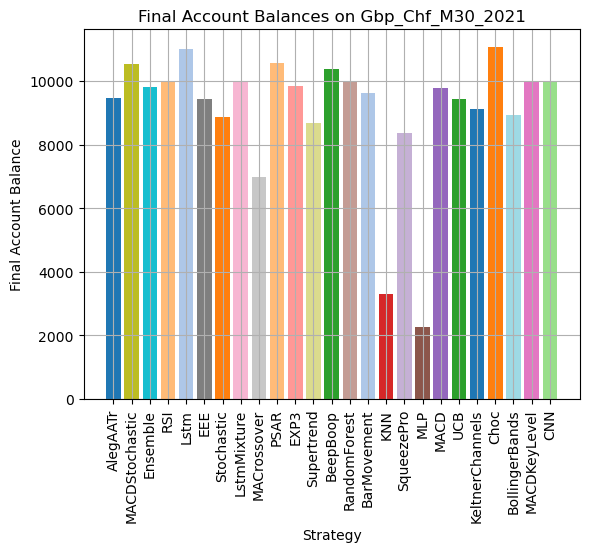 Final Account Balances on Gbp_Chf_M30_2021
Final Account Balance
10000
8000
6000
4000
2000
0
AlegAATr
MACDStochastic
Ensemble
RSI
Lstm
EEE
Stochastic
LstmMixture
MACrossover
PSAR
EXP3
Supertrend
BeepBoop
RandomForest
BarMovement
KNN
SqueezePro
MLP
MACD
UCB
KeltnerChannels
Choc
BollingerBands
MACDKeyLevel
CNN
Strategy